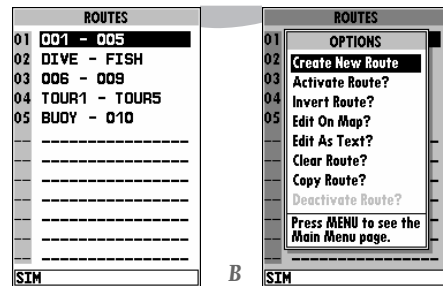 ROUTES
01 001 - 005
02 DIVE - FISH
03 006 - 009
04 TOUR1 - TOUR5
05 BUOY - 010
SIM
B
ROUTES
01
02
03
04
05
OPTIONS
Create New Route
Activate Route?
Invert Route?
Edit On Map?
Edit As Text?
Clear Route?
Copy Route?
Deactivate Route?
Press MENU to see the
Main Menu page.
SIM